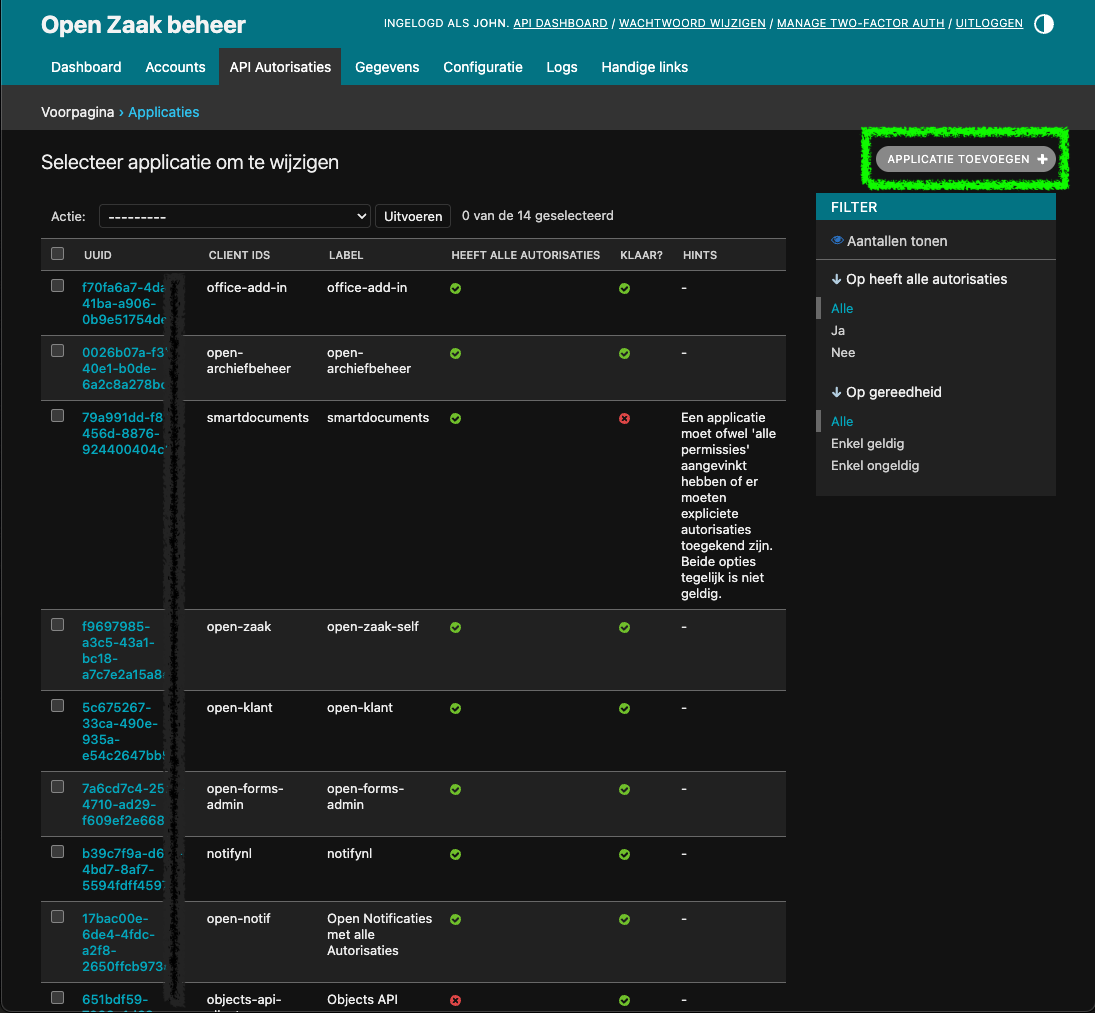 Open Zaak beheer
INGELOGD ALS JOHN. API DASHBOARD / WACHTWOORD WIJZIGEN / MANAGE TWO-FACTOR AUTH / UITLOGGEN
Dashboard Accounts API Autorisaties Gegevens Configuratie Logs Handige links
Voorpagina › Applicaties
Selecteer applicatie om te wijzigen
APPLICATIE TOEVOEGEN +
Actie: --------- Uitvoeren 0 van de 14 geselecteerd
UUID CLIENT IDS LABEL HEEFT ALLE AUTORISATIES KLAAR? HINTS
f70fa6a7-4da
41ba-a906-
0b9e51754de
office-add-in
office-add-in
-
0026b07a-f3
40e1-b0de-
6a2c8a278b
open-
archiefbeheer
open-
archiefbeheer
-
79a991dd-f8
456d-8876-
924400404c
smartdocuments
smartdocuments
Een applicatie
moet ofwel 'alle
permissies'
aangevinkt
hebben of er
moeten
expliciete
autorisaties
toegekend zijn.
Beide opties
tegelijk is niet
geldig.
f9697985-
a3c5-43a1-
bc18-
a7c7e2a15a8
open-zaak
open-zaak-self
-
5c675267-
33ca-490e-
935a-
e54c2647bb
open-klant
open-klant
-
7a6cd7c4-25
4710-ad29-
f609ef2e668
open-forms-
admin
open-forms-
admin
-
b39c7f9a-d6
4bd7-8af7-
5594fdff459
notifynl
notifynl
-
17bac00e-
6de4-4fdc-
a2f8-
2650ffcb973
open-notif
Open Notificaties
met alle
Autorisaties
-
651bdf59-
objects-api-
Objects API
-
FILTER
Aantallen tonen
↓ Op heeft alle autorisaties
Alle
Ja
Nee
↓ Op gereedheid
Alle
Enkel geldig
Enkel ongeldig